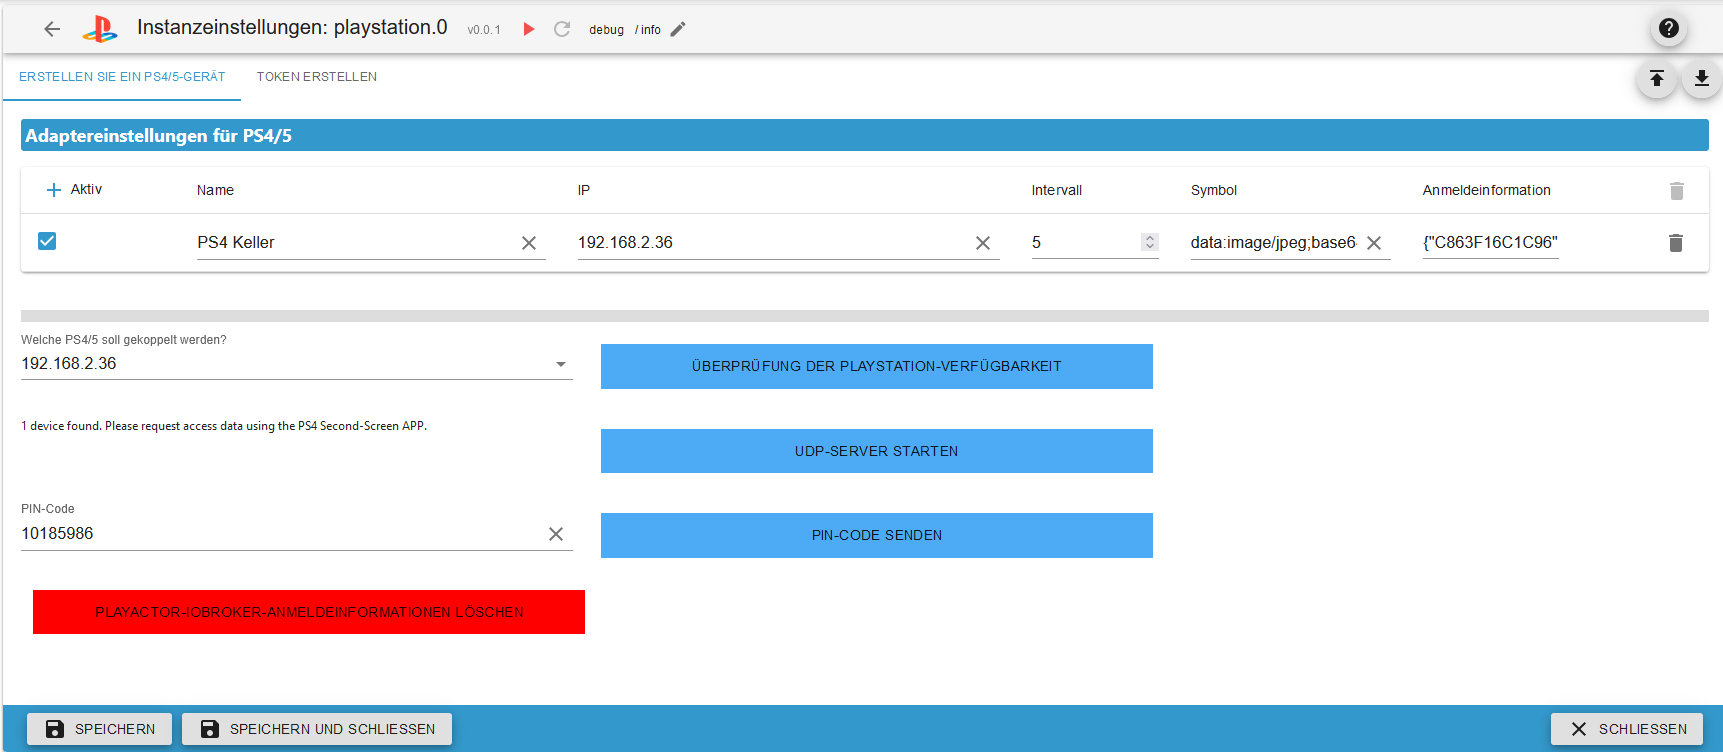 Instanzeinstellungen: playstation.0 v0.0.1 debug / info
ERSTELLEN SIE EIN PS4/5-GERÄT TOKEN ERSTELLEN
Adaptereinstellungen für PS4/5
Aktiv Name IP Intervall Symbol Anmeldeinformation
PS4 Keller 192.168.2.36 5 data:image/jpeg;base6 {"C863F16C1C96"
Welche PS4/5 soll gekoppelt werden?
192.168.2.36
ÜBERPRÜFUNG DER PLAYSTATION-VERFÜGBARKEIT
1 device found. Please request access data using the PS4 Second-Screen APP.
UDP-SERVER STARTEN
PIN-Code
10185986
PIN-CODE SENDEN
PLAYACTOR-IOBROKER-ANMELDEINFORMATIONEN LÖSCHEN
SPEICHERN SPEICHERN UND SCHLIESSEN SCHLIESSEN